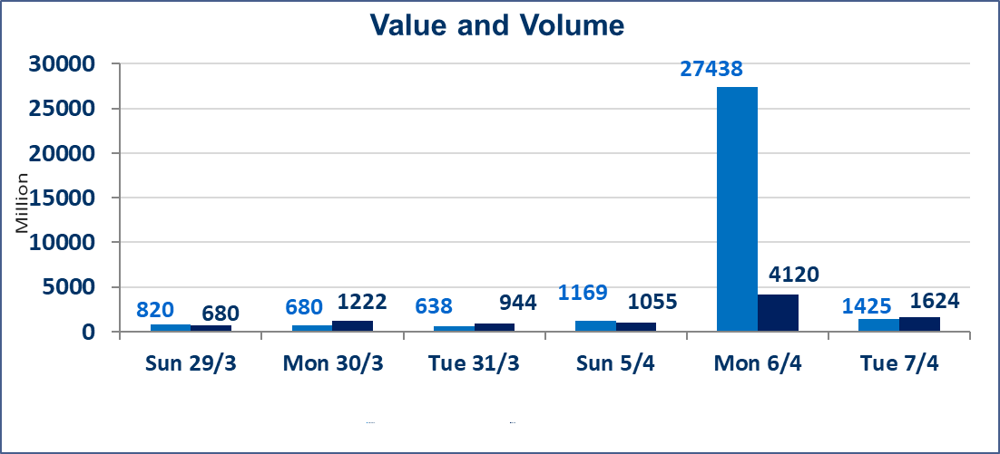 Value and Volume
30000
25000
20000
15000
10000
5000
0
Million
820
680
680
1222
638
944
1169
1055
27438
4120
1425
1624
Sun 29/3
Mon 30/3
Tue 31/3
Sun 5/4
Mon 6/4
Tue 7/4